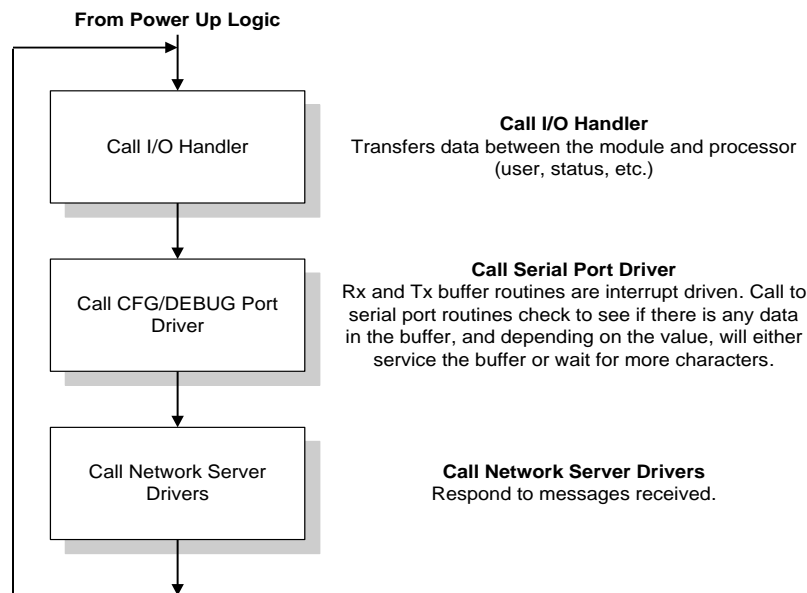 From Power Up Logic
Call I/O Handler
Call I/O Handler
Transfers data between the module and processor
(user, status, etc.)
Call CFG/DEBUG Port
Driver
Call Serial Port Driver
Rx and Tx buffer routines are interrupt driven. Call to
serial port routines check to see if there is any data
in the buffer, and depending on the value, will either
service the buffer or wait for more characters.
Call Network Server
Drivers
Call Network Server Drivers
Respond to messages received.